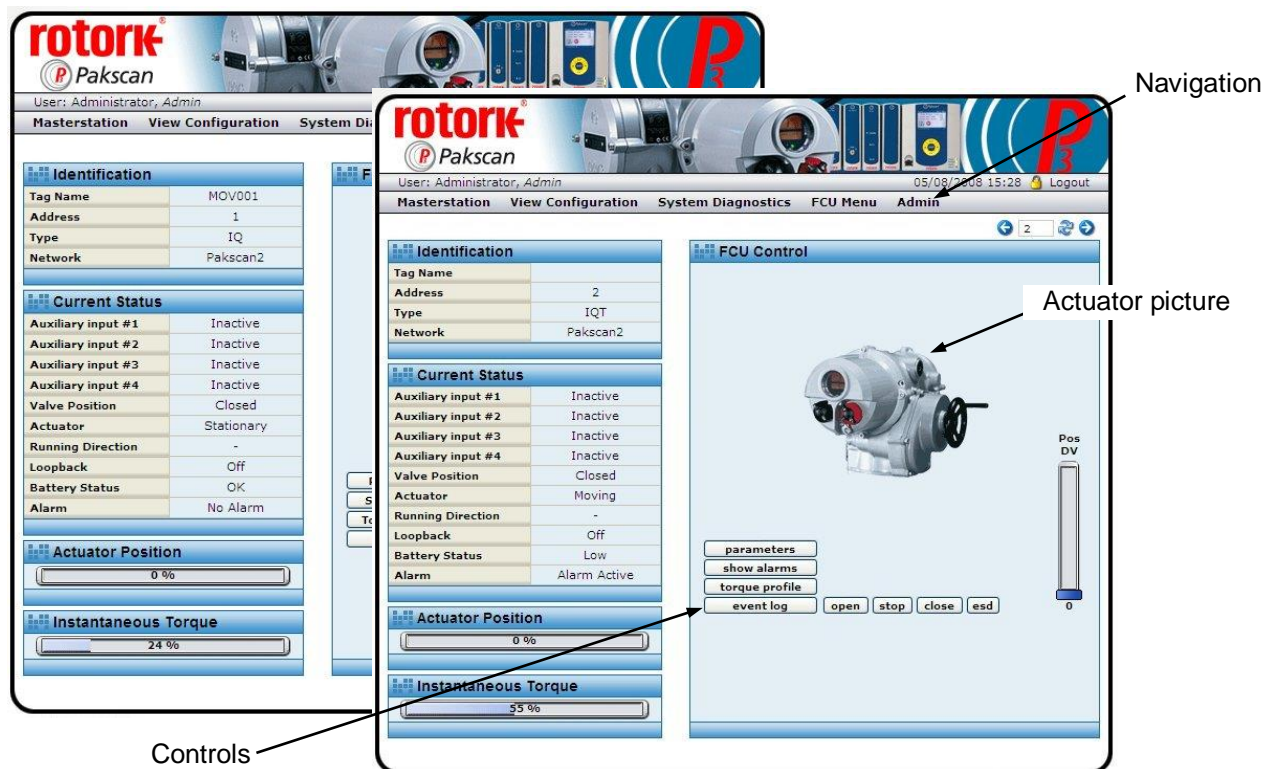 rotork
Pakscan
P3
User: Administrator, Admin
Masterstation View Configuration
Identification
Tag Name MOV001
Address 1
Type IQ
Network Pakscan2
Current Status
Auxiliary input #1 Inactive
Auxiliary input #2 Inactive
Auxiliary input #3 Inactive
Auxiliary input #4 Inactive
Valve Position Closed
Actuator Stationary
Running Direction -
Loopback Off
Battery Status OK
Alarm No Alarm
Actuator Position
0 %
Instantaneous Torque
24 %
Navigation
rotork
Pakscan
P3
User: Administrator, Admin 05/08/2008 15:28 Logout
Masterstation View Configuration System Diagnostics FCU Menu Admin
2
Identification
Tag Name
Address 2
Type IQT
Network Pakscan2
Current Status
Auxiliary input #1 Inactive
Auxiliary input #2 Inactive
Auxiliary input #3 Inactive
Auxiliary input #4 Inactive
Valve Position Closed
Actuator Moving
Running Direction -
Loopback Off
Battery Status Low
Alarm Alarm Active
Actuator Position
0 %
Instantaneous Torque
55 %
FCU Control
Actuator picture
Pos
DV
0
parameters
show alarms
torque profile
event log open stop close esd
Controls